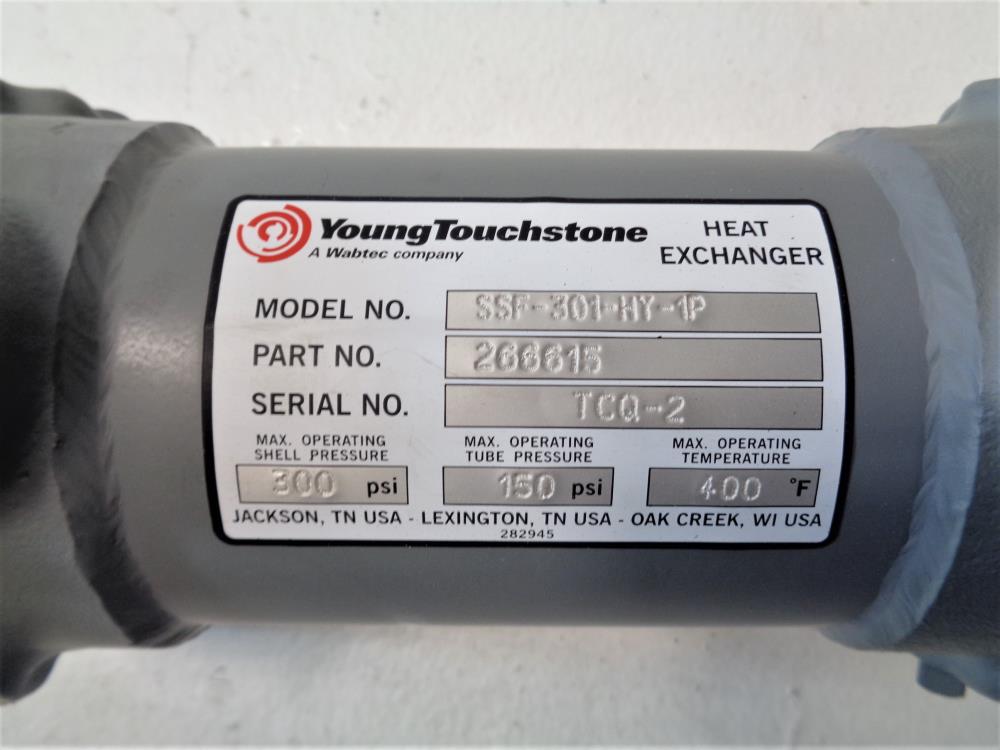 YoungTouchstone
A Wabtec company
HEAT
EXCHANGER
MODEL NO. SSF-301-HY-1P
PART NO. 266615
SERIAL NO. TCQ-2
MAX. OPERATING
SHELL PRESSURE
300 psi
MAX. OPERATING
TUBE PRESSURE
150 psi
MAX. OPERATING
TEMPERATURE
400 °F
JACKSON, TN USA - LEXINGTON, TN USA - OAK CREEK, WI USA
282945